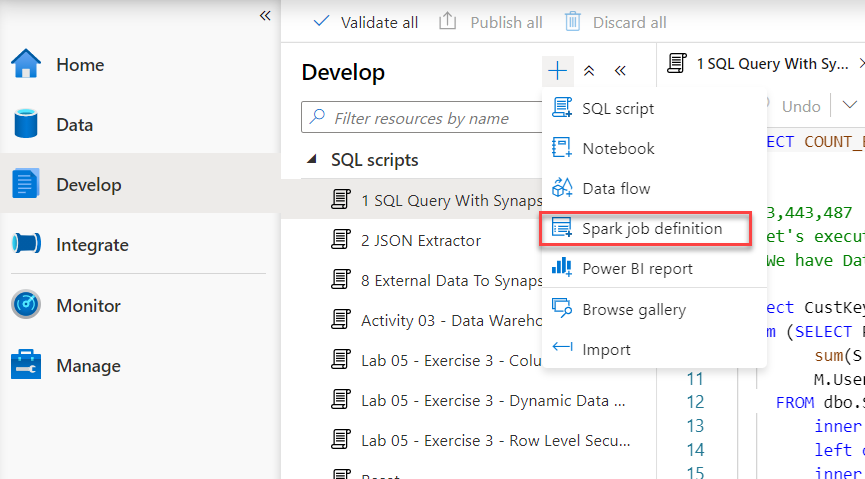 «
Validate all
Publish all
Discard all
Home
Data
Develop
Integrate
Monitor
Manage
Develop
«
Filter resources by name
SQL scripts
1 SQL Query With Synaps
2 JSON Extractor
8 External Data To Synaps
Activity 03 - Data Wareho
Lab 05 - Exercise 3 - Colu
Lab 05 - Exercise 3 - Dynamic Data ...
Lab 05 - Exercise 3 - Row Level Secu...
SQL script
Notebook
Data flow
Spark job definition
Power BI report
Browse gallery
Import
1 SQL Query With Sy...
Undo
ECT COUNT_
3,443,487
et's execu
We have Da
ect CustKey
(SELECT
sum(S
11 M.User
12 FROM dbo.
13 inner
14 left
15 inner